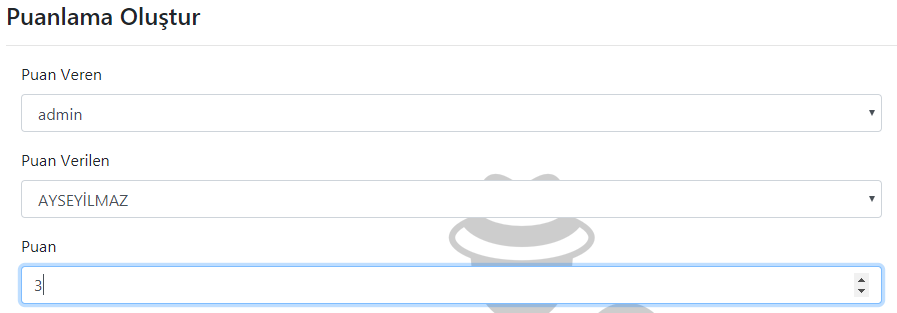 Puanlama Oluştur
Puan Veren
admin
Puan Verilen
AYSEYİLMAZ
Puan
3